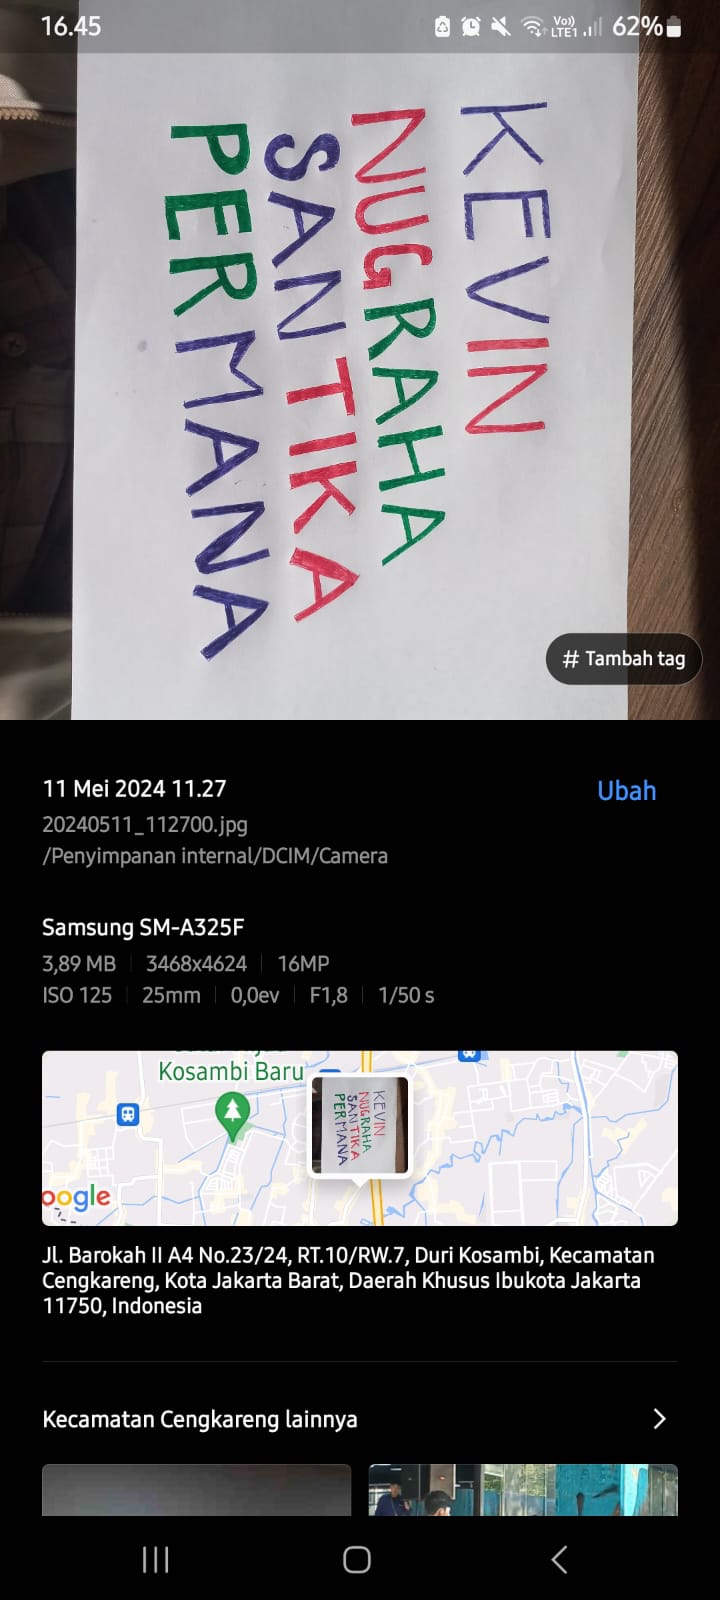 16.45
Vo))
LTE1
62%
KEVIN
NUGRAHA
SANTIKA
PERMANA
# Tambah tag
11 Mei 2024 11.27
Ubah
20240511_112700.jpg
/Penyimpanan internal/DCIM/Camera
Samsung SM-A325F
3,89 MB 3468x4624 16MP
ISO 125 25mm 0,0ev F1,8 1/50 s
Kosambi Baru
KEVIN
NUGRAHA
SANTIKA
PERMANA
oogle
Jl. Barokah II A4 No.23/24, RT.10/RW.7, Duri Kosambi, Kecamatan
Cengkareng, Kota Jakarta Barat, Daerah Khusus Ibukota Jakarta
11750, Indonesia
Kecamatan Cengkareng lainnya